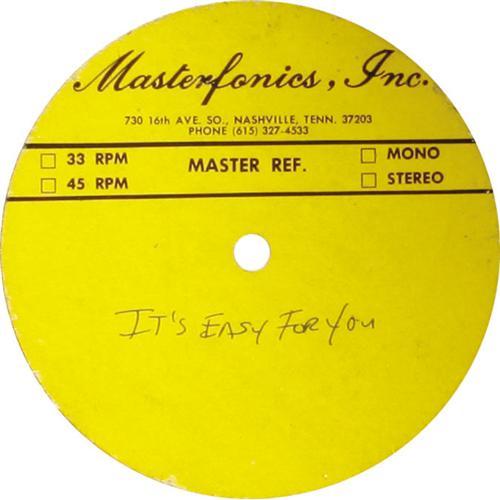 Masterfonics, Inc.
730 16th AVE. SO., NASHVILLE, TENN. 37203
PHONE (615) 327-4533
33 RPM
45 RPM
MASTER REF.
MONO
STEREO
IT'S EASY FOR YOU